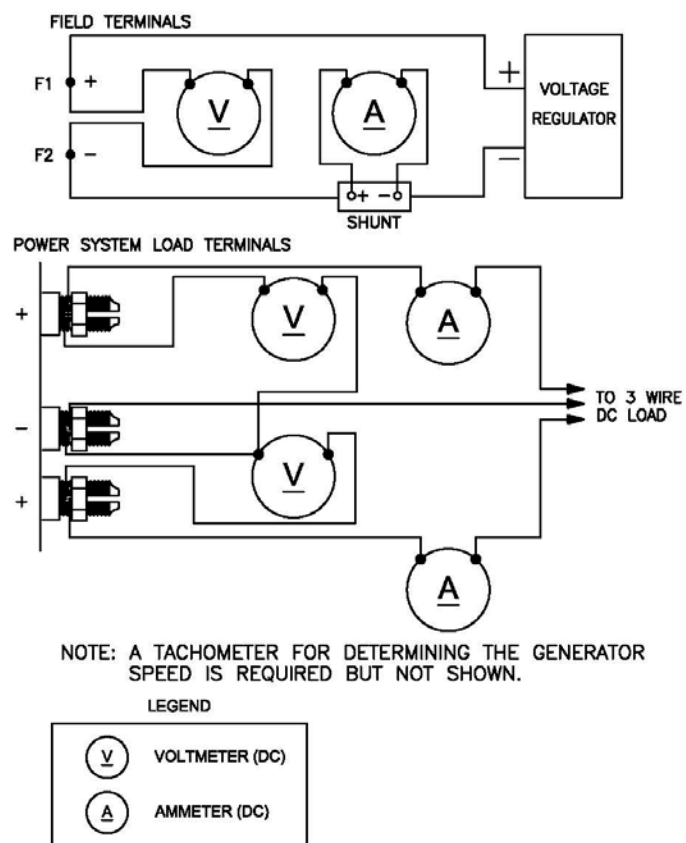 FIELD TERMINALS
F1 +
V
A
+
VOLTAGE
REGULATOR
F2 −
+ −
−
SHUNT
POWER SYSTEM LOAD TERMINALS
+
V
A
TO 3 WIRE
DC LOAD
−
V
+
A
NOTE: A TACHOMETER FOR DETERMINING THE GENERATOR
SPEED IS REQUIRED BUT NOT SHOWN.
LEGEND
V VOLTMETER (DC)
A AMMETER (DC)